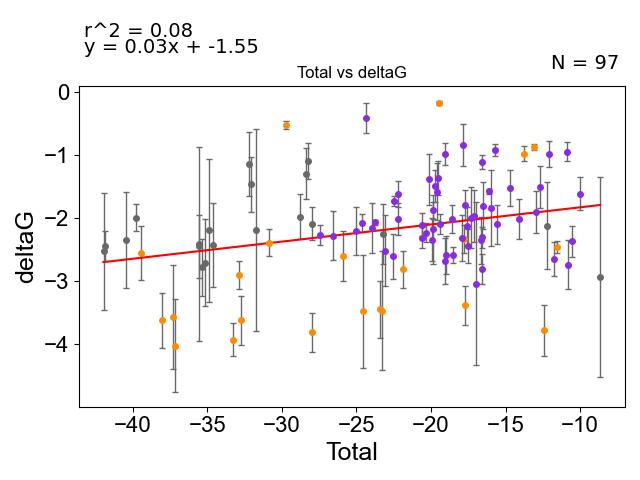 r^2 = 0.08
y = 0.03x + -1.55
N = 97
Total vs deltaG
0
−1
−2
−3
−4
deltaG
−40 −35 −30 −25 −20 −15 −10
Total